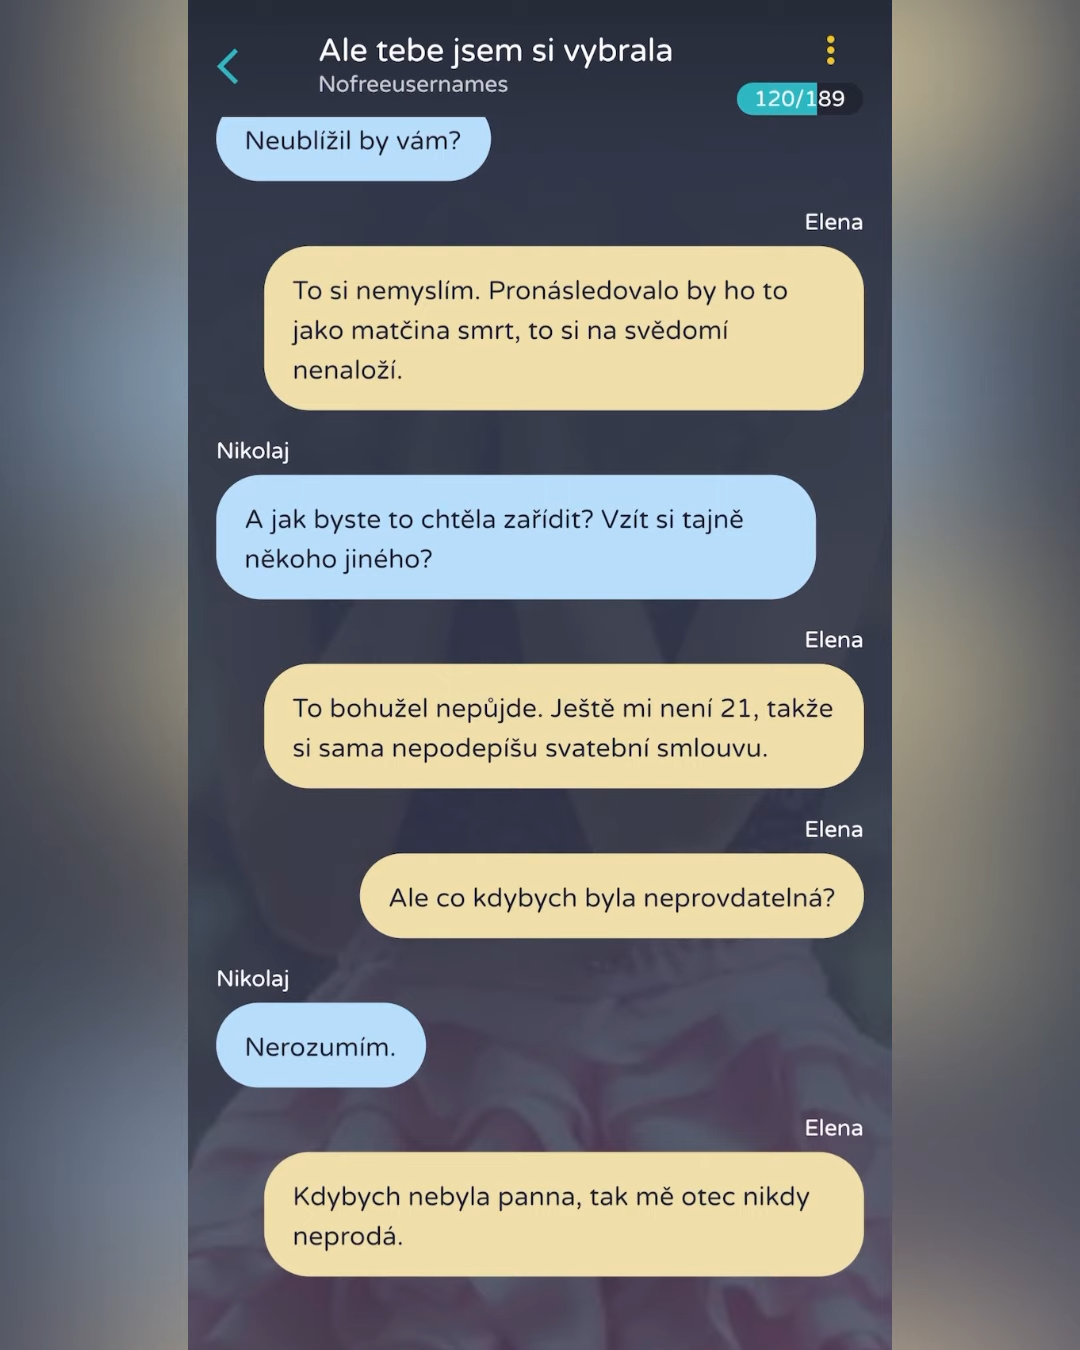 Ale tebe jsem si vybrala
Nofreeusernames
120/189
Neublížil by vám?
Elena
To si nemyslím. Pronásledovalo by ho to
jako matčina smrt, to si na svědomí
nenaloží.
Nikolaj
A jak byste to chtěla zařídit? Vzít si tajně
někoho jiného?
Elena
To bohužel nepůjde. Ještě mi není 21, takže
si sama nepodepíšu svatební smlouvu.
Elena
Ale co kdybych byla neprovdatelná?
Nikolaj
Nerozumím.
Elena
Kdybych nebyla panna, tak mě otec nikdy
neprodá.